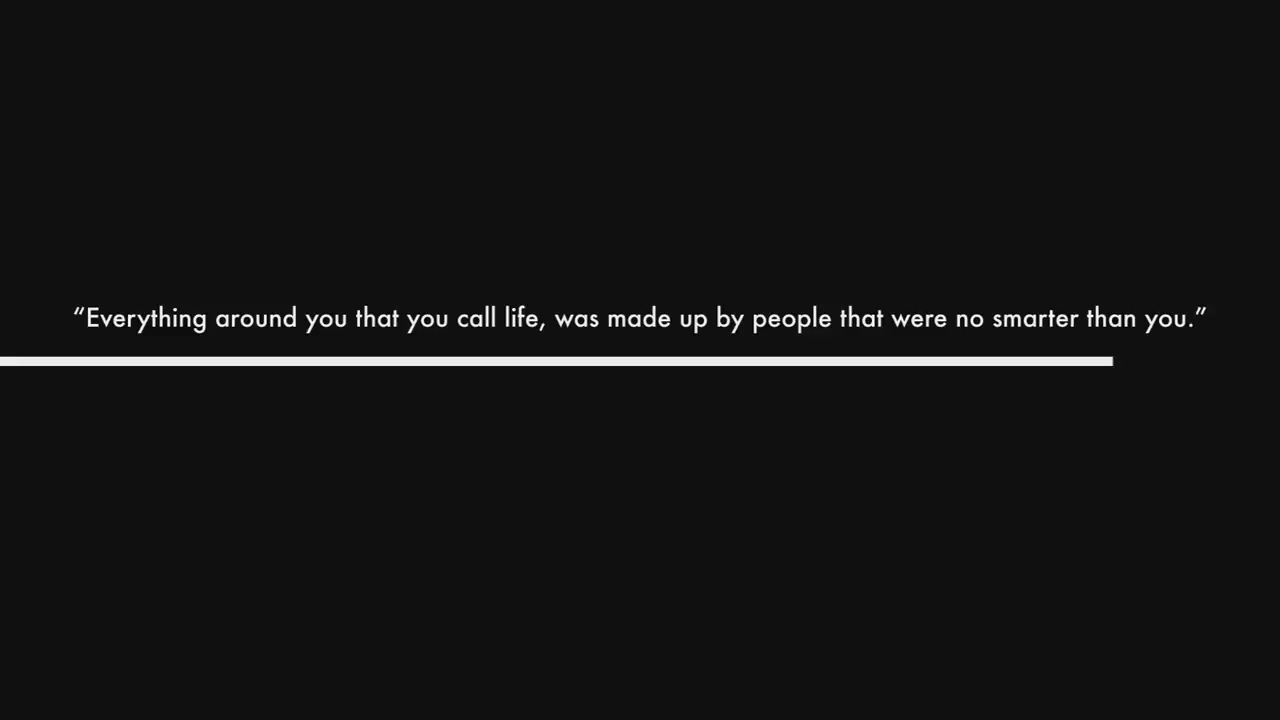 “Everything around you that you call life, was made up by people that were no smarter than you.”